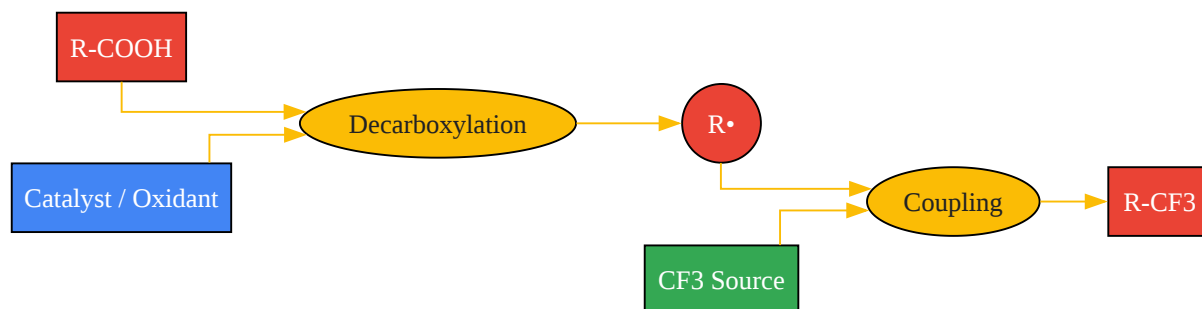 R-COOH
Catalyst / Oxidant
Decarboxylation
R•
CF3 Source
Coupling
R-CF3